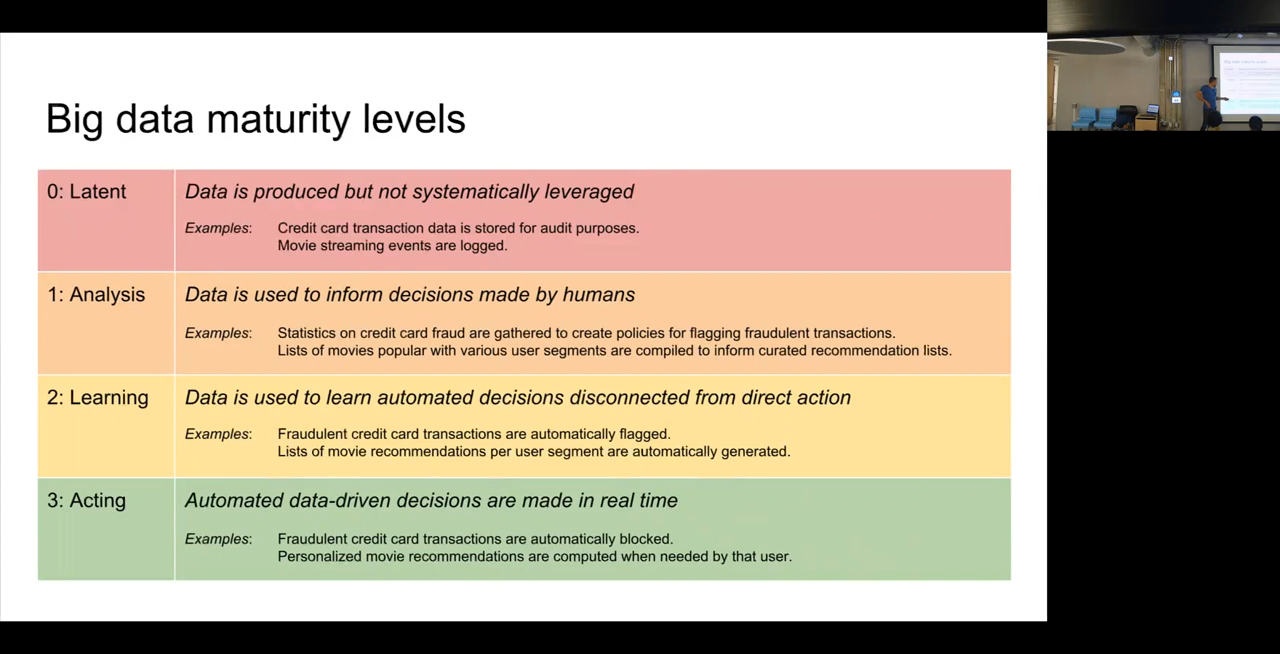 Big data maturity levels
0: Latent
Data is produced but not systematically leveraged
Examples: Credit card transaction data is stored for audit purposes.
Movie streaming events are logged.
1: Analysis
Data is used to inform decisions made by humans
Examples: Statistics on credit card fraud are gathered to create policies for flagging fraudulent transactions.
Lists of movies popular with various user segments are compiled to inform curated recommendation lists.
2: Learning
Data is used to learn automated decisions disconnected from direct action
Examples: Fraudulent credit card transactions are automatically flagged.
Lists of movie recommendations per user segment are automatically generated.
3: Acting
Automated data-driven decisions are made in real time
Examples: Fraudulent credit card transactions are automatically blocked.
Personalized movie recommendations are computed when needed by that user.